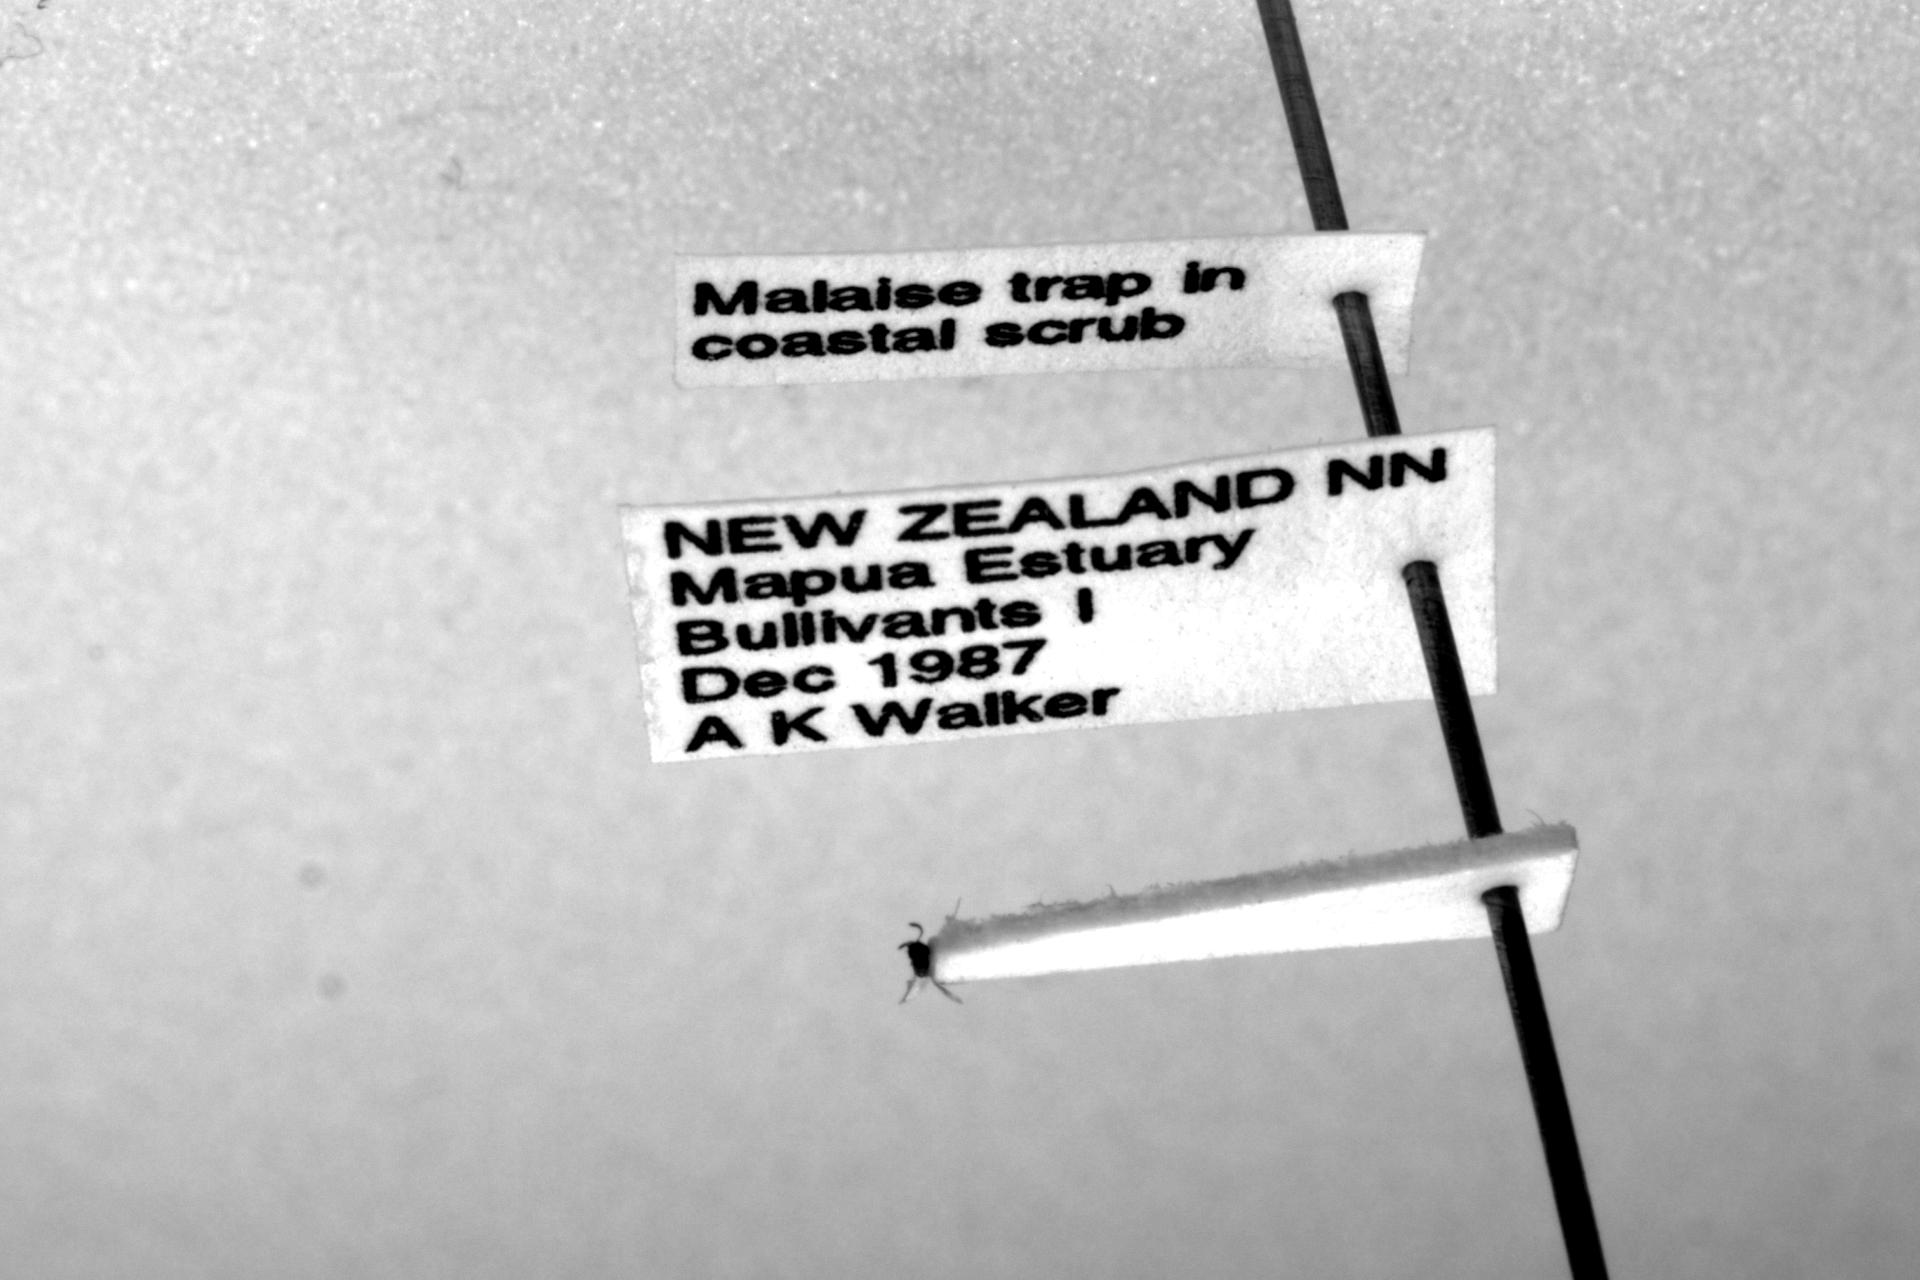 Malaise trap in
coastal scrub
NEW ZEALAND NN
Mapua Estuary
Bullivants I
Dec 1987
A K Walker